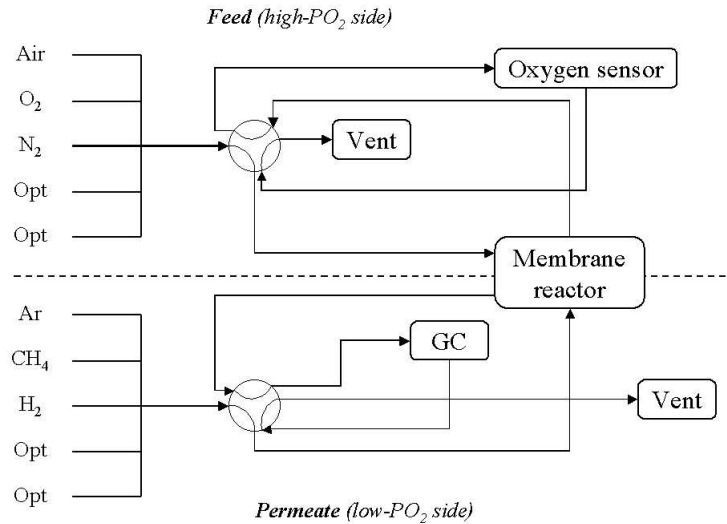 Feed (high-PO₂ side)
Air
O₂
N₂
Opt
Opt
Oxygen sensor
Vent
Membrane
reactor
Ar
CH₄
H₂
Opt
Opt
GC
Vent
Permeate (low-PO₂ side)